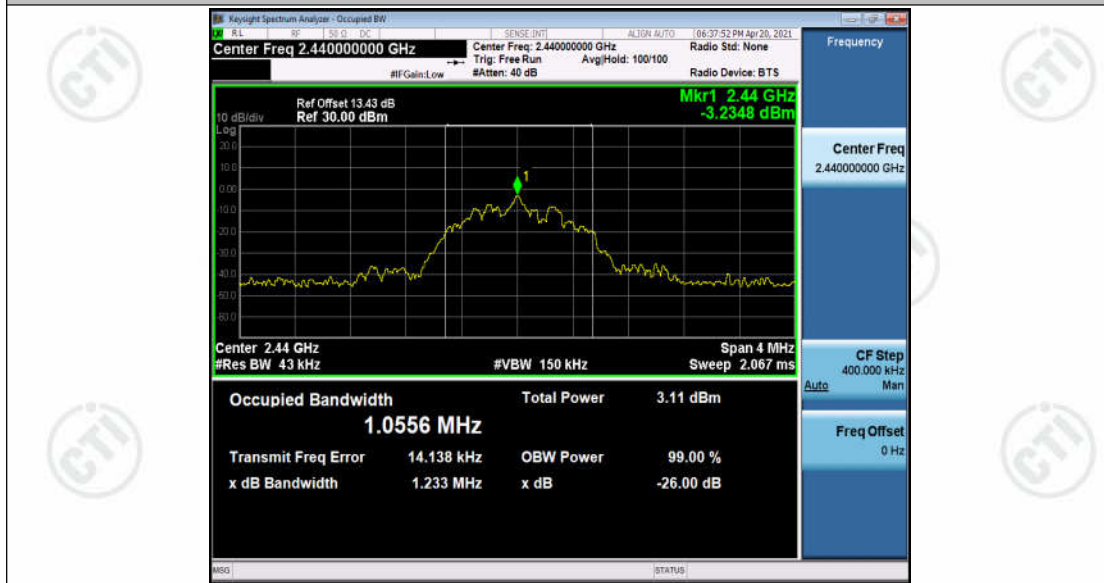 Keysight Spectrum Analyzer - Occupied BW
RL RF 50 Ω DC SENSE:INT ALIGN AUTO 06:37:52 PM Apr 20, 2021
Center Freq 2.440000000 GHz
Center Freq: 2.440000000 GHz
Radio Std: None
Trig: Free Run Avg|Hold: 100/100
#IFGain:Low #Atten: 40 dB Radio Device: BTS
Frequency
Mkr1 2.44 GHz
-3.2348 dBm
Ref Offset 13.43 dB
10 dB/div Ref 30.00 dBm
Log
20.0
10.0
0.00
-10.0
-20.0
-30.0
-40.0
-50.0
-60.0
1
Center Freq
2.440000000 GHz
Center 2.44 GHz Span 4 MHz
#Res BW 43 kHz #VBW 150 kHz Sweep 2.067 ms
CF Step
400.000 kHz
Auto Man
Freq Offset
0 Hz
Occupied Bandwidth Total Power 3.11 dBm
1.0556 MHz
Transmit Freq Error 14.138 kHz OBW Power 99.00 %
x dB Bandwidth 1.233 MHz x dB -26.00 dB
MSG STATUS
CTI
CTI
CTI
CTI